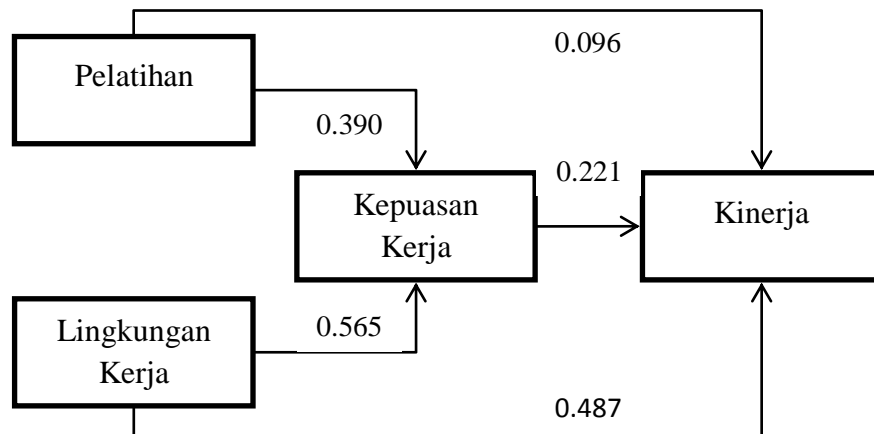 0.096
Pelatihan
0.390
0.221
Kepuasan
Kerja
Kinerja
Lingkungan
Kerja
0.565
0.487